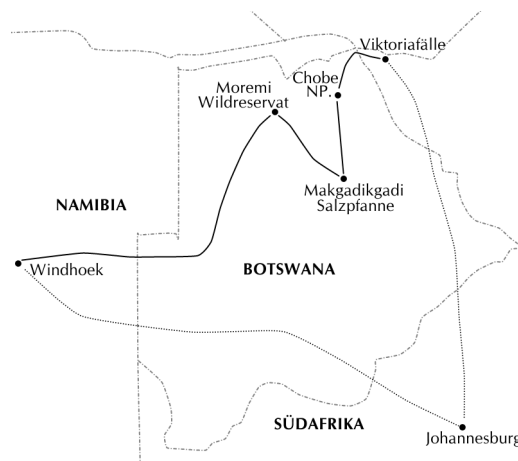 Viktoriafälle
Chobe
NP.
Moremi
Wildreservat
Makgadikgadi
Salzpfanne
NAMIBIA
Windhoek
BOTSWANA
SÜDAFRIKA
Johannesburg